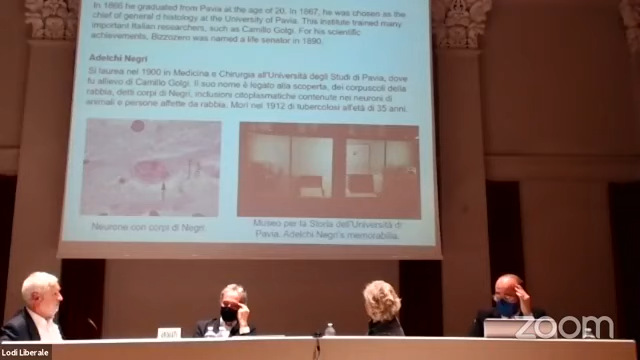 In 1866 he graduated from Pavia at the age of 20. In 1867, he was chosen as the
chief of general d histology at the University of Pavia. This institute trained many
important Italian researchers, such as Camillo Golgi. For his scientific
achievements, Bizzozero was named a life senator in 1890.
Adelchi Negri
Si laurea nel 1900 in Medicina e Chirurgia all'Università degli Studi di Pavia, dove
fu allievo di Camillo Golgi. Il suo nome è legato alla scoperta, dei corpuscoli della
rabbia, detti corpi di Negri, inclusioni citoplasmatiche contenute nei neuroni di
animali e persone affette da rabbia. Morì nel 1912 di tubercolosi all'età di 35 anni.
Neurone con corpi di Negri.
Museo per la Storia dell'Università di
Pavia. Adelchi Negri's memorabilia.
Lodi Liberale
zoom